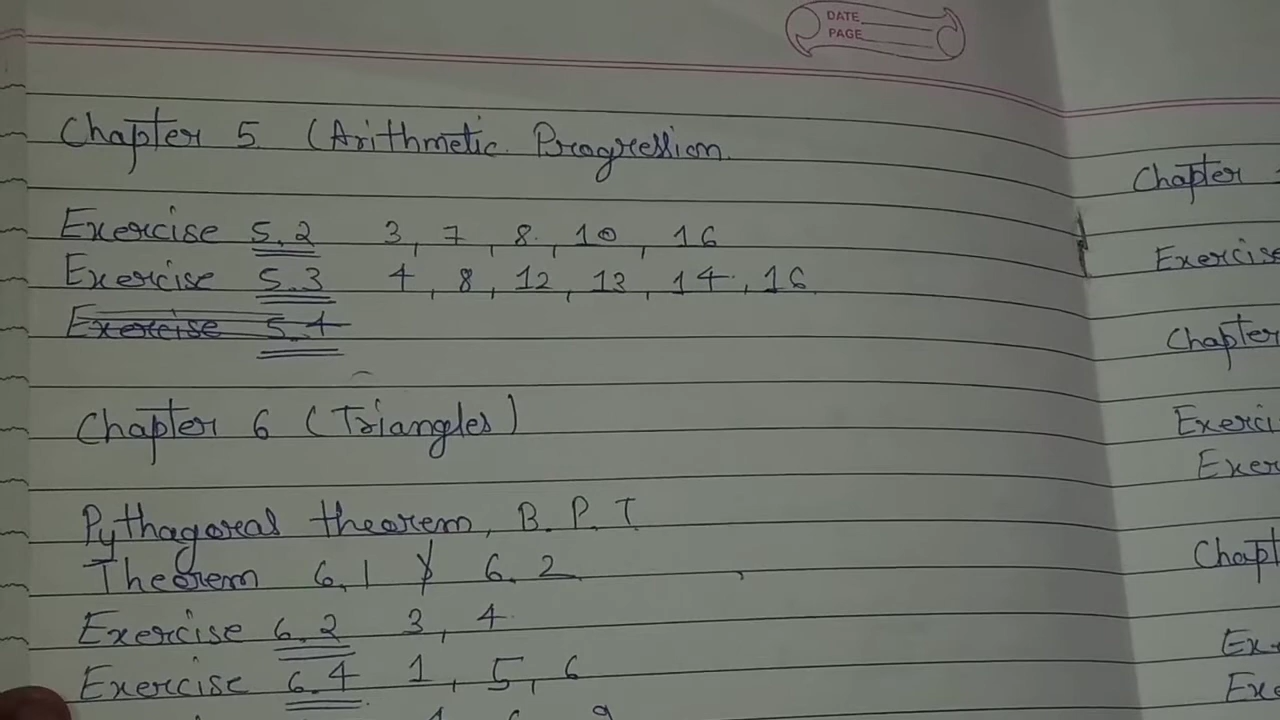 DATE
PAGE
Chapter 5 (Arithmetic Progression
Exercise 5.2 3, 7, 8, 10, 16
Exercise 5.3 4, 8, 12, 13, 14, 16
Exercise 5.4
Chapter 6 (Triangles)
Pythagoras theorem, B.P.T
Theorem 6.1 6.2
Exercise 6.2 3, 4
Exercise 6.4 1, 5, 6
Chapter
Exercise
Chapter
Exerci
Exer
Chapt
Ex
Exe